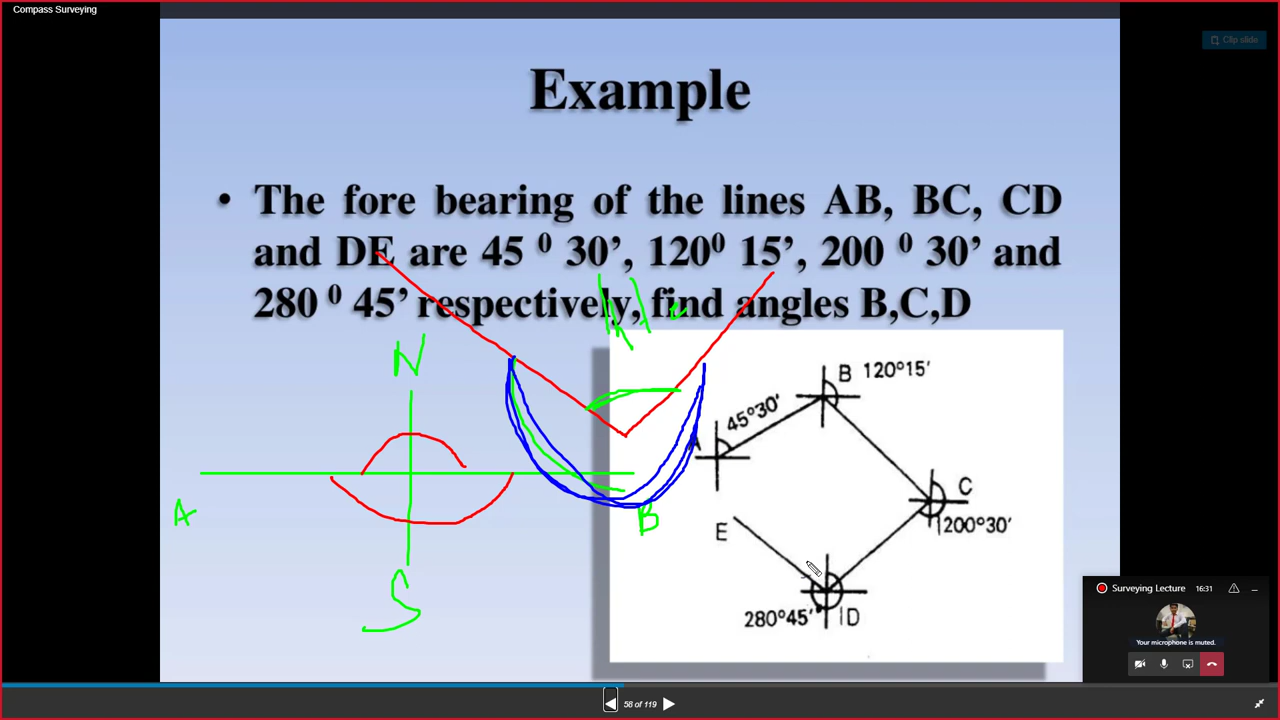 Compass Surveying
Clip slide
Example
• The fore bearing of the lines AB, BC, CD
and DE are 45 ⁰ 30’, 120⁰ 15’, 200 ⁰ 30’ and
280 ⁰ 45’ respectively, find angles B,C,D
N
A
B
S
B 120°15′
45°30′
A
C
200°30′
E
280°45′
D
Surveying Lecture
16:31
Your microphone is muted.
58 of 119